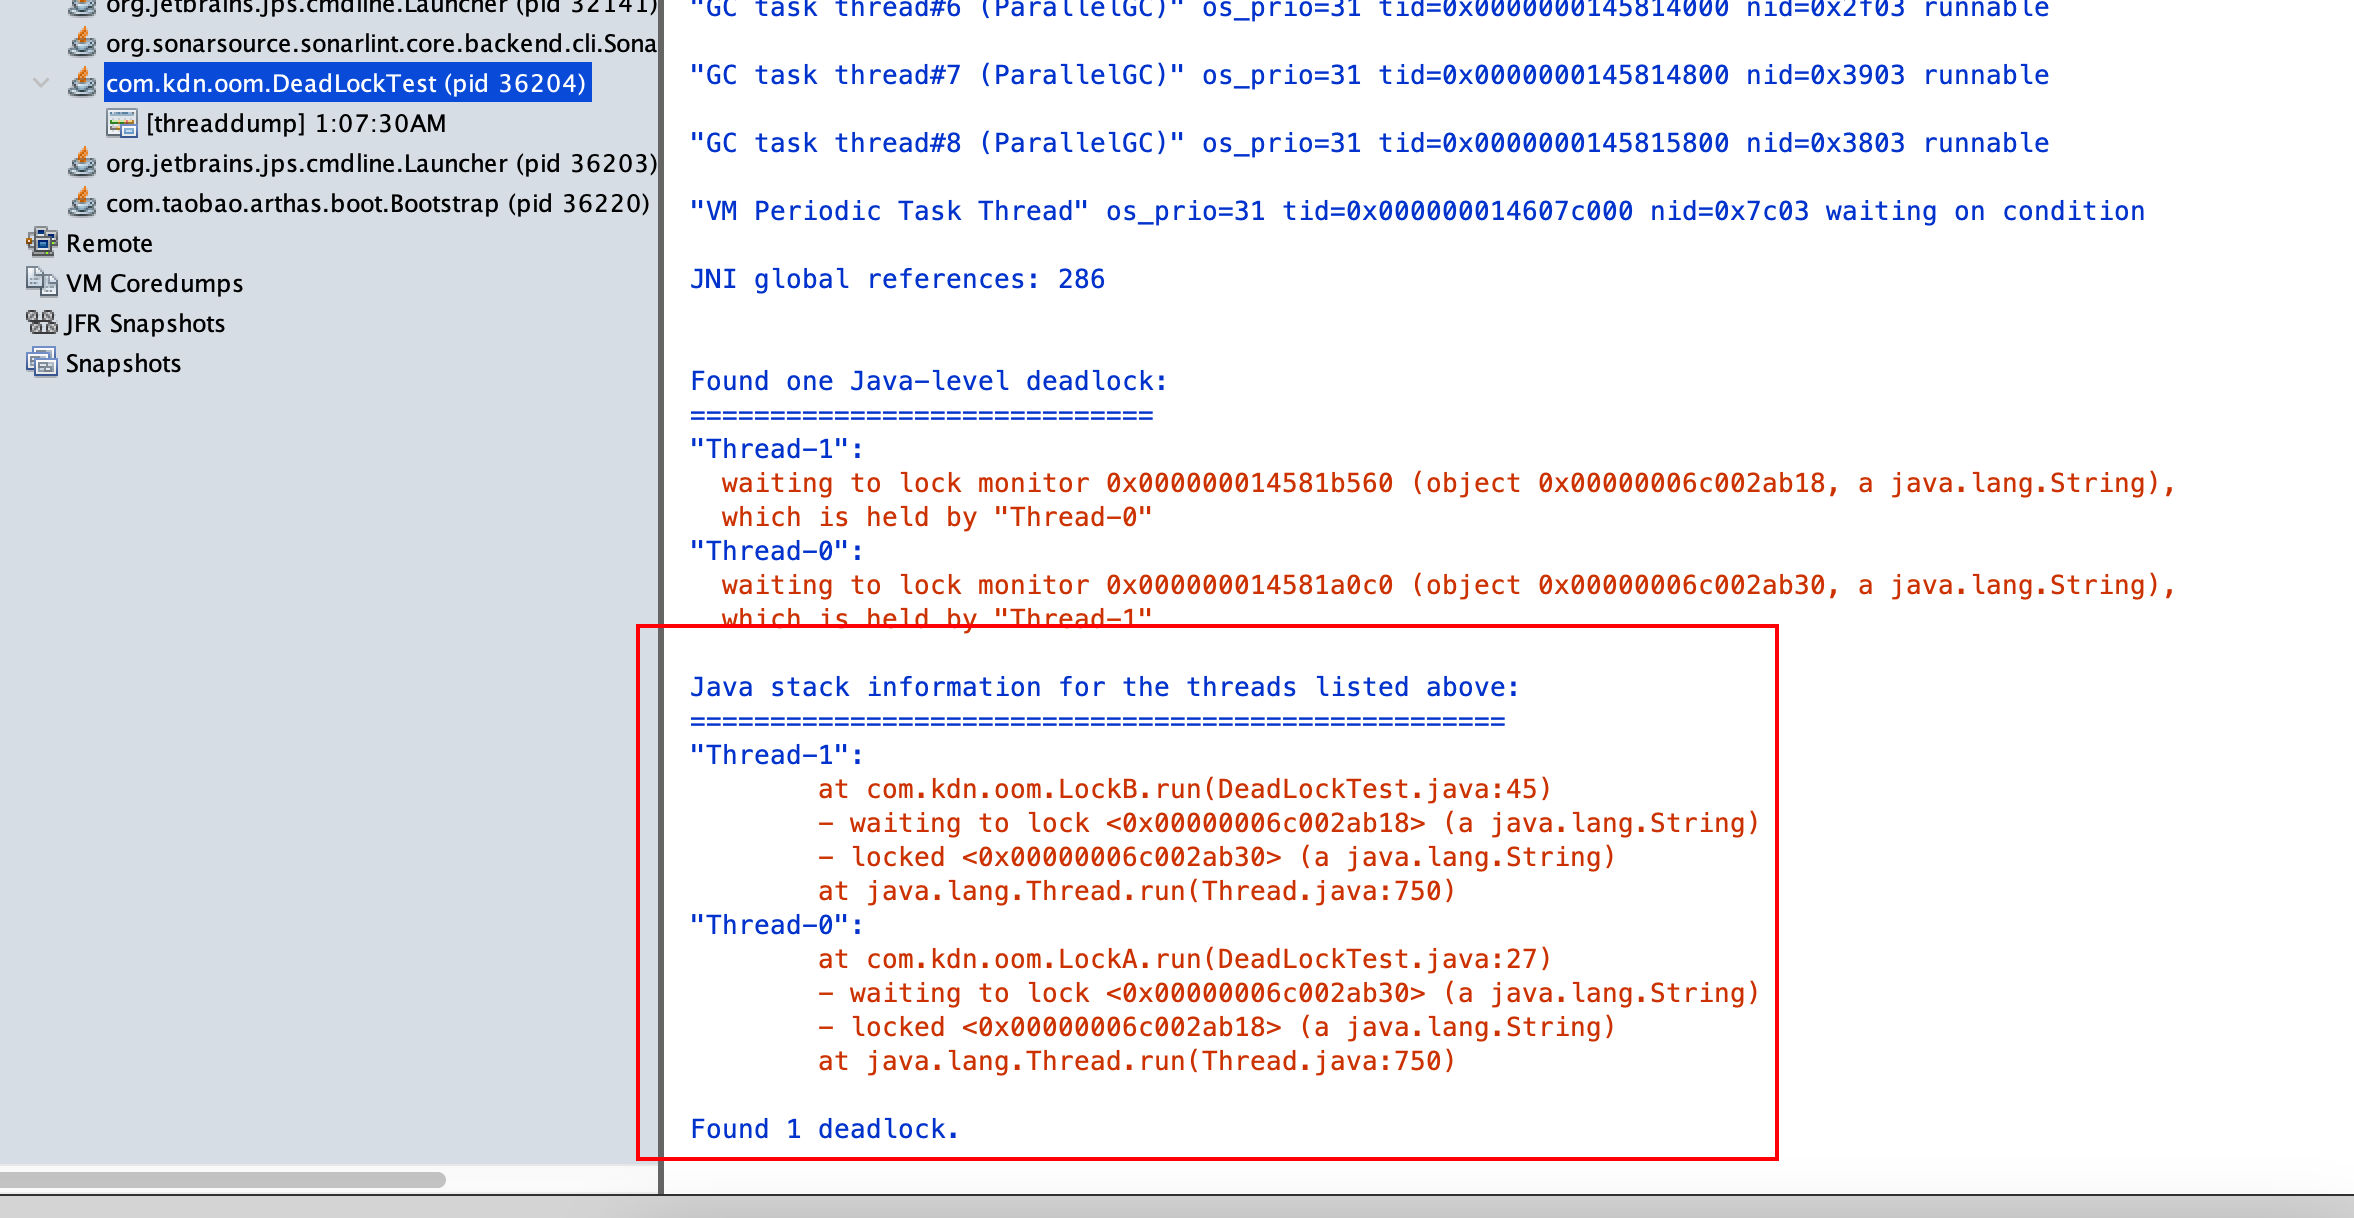 org.jetbrains.jps.cmdline.Launcher (pid 32141)
org.sonarsource.sonarlint.core.backend.cli.Sona
com.kdn.oom.DeadLockTest (pid 36204)
[threaddump] 1:07:30AM
org.jetbrains.jps.cmdline.Launcher (pid 36203)
com.taobao.arthas.boot.Bootstrap (pid 36220)
Remote
VM Coredumps
JFR Snapshots
Snapshots
"GC task thread#6 (ParallelGC)" os_prio=31 tid=0x0000000145814000 nid=0x2f03 runnable
"GC task thread#7 (ParallelGC)" os_prio=31 tid=0x0000000145814800 nid=0x3903 runnable
"GC task thread#8 (ParallelGC)" os_prio=31 tid=0x0000000145815800 nid=0x3803 runnable
"VM Periodic Task Thread" os_prio=31 tid=0x000000014607c000 nid=0x7c03 waiting on condition
JNI global references: 286
Found one Java-level deadlock:
=============================
"Thread-1":
  waiting to lock monitor 0x000000014581b560 (object 0x00000006c002ab18, a java.lang.String),
  which is held by "Thread-0"
"Thread-0":
  waiting to lock monitor 0x000000014581a0c0 (object 0x00000006c002ab30, a java.lang.String),
  which is held by "Thread-1"
Java stack information for the threads listed above:
===================================================
"Thread-1":
        at com.kdn.oom.LockB.run(DeadLockTest.java:45)
        - waiting to lock <0x00000006c002ab18> (a java.lang.String)
        - locked <0x00000006c002ab30> (a java.lang.String)
        at java.lang.Thread.run(Thread.java:750)
"Thread-0":
        at com.kdn.oom.LockA.run(DeadLockTest.java:27)
        - waiting to lock <0x00000006c002ab30> (a java.lang.String)
        - locked <0x00000006c002ab18> (a java.lang.String)
        at java.lang.Thread.run(Thread.java:750)
Found 1 deadlock.